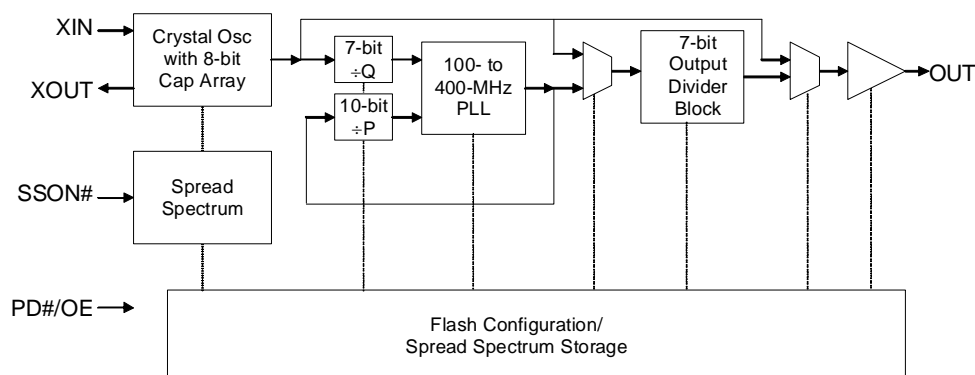 XIN
XOUT
Crystal Osc
with 8-bit
Cap Array
7-bit
÷Q
10-bit
÷P
100- to
400-MHz
PLL
7-bit
Output
Divider
Block
OUT
SSON#
Spread
Spectrum
PD#/OE
Flash Configuration/
Spread Spectrum Storage